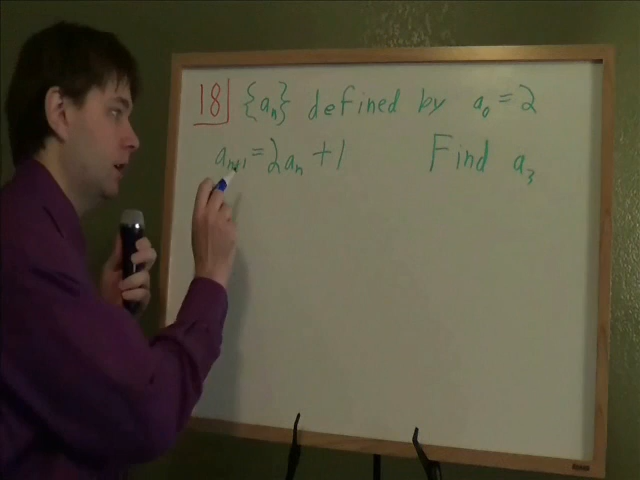 18 {aₙ} defined by a₀ = 2
aₙ₊₁ = 2aₙ + 1 Find a₃